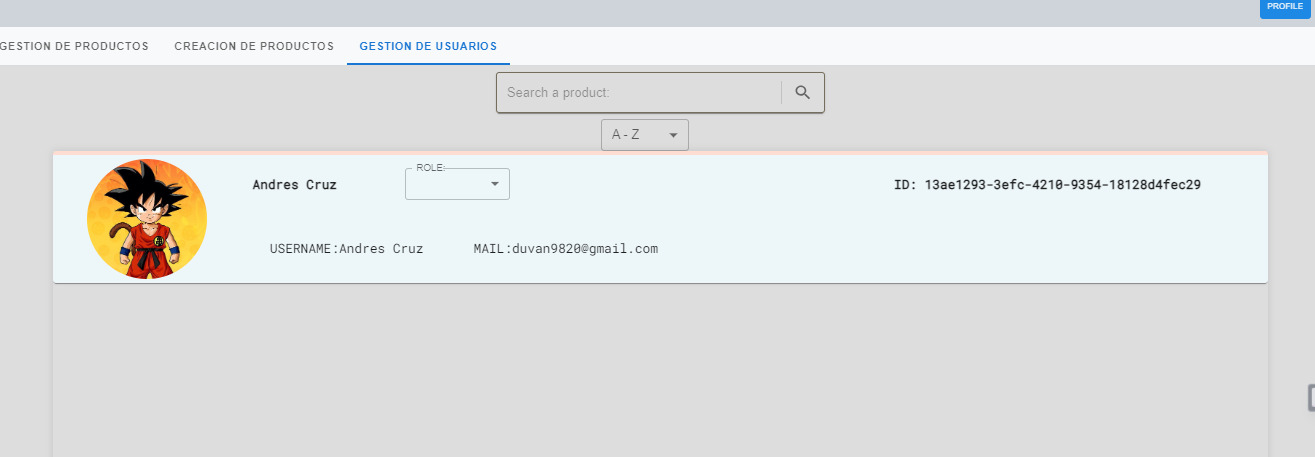 PROFILE
GESTION DE PRODUCTOS CREACION DE PRODUCTOS GESTION DE USUARIOS
Search a product:
A - Z
ROLE:
Andres Cruz ID: 13ae1293-3efc-4210-9354-18128d4fec29
USERNAME:Andres Cruz MAIL:duvan9820@gmail.com